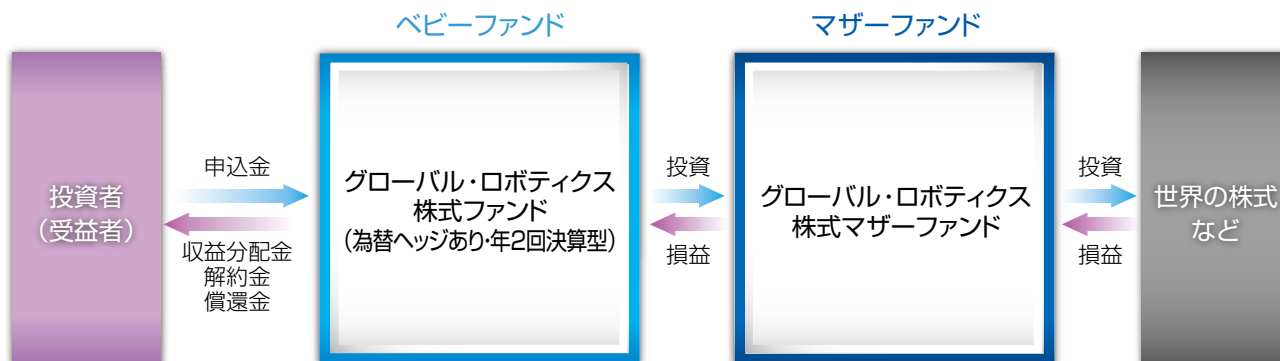 ベビーファンド
マザーファンド
投資者
（受益者）
申込金
収益分配金
解約金
償還金
グローバル・ロボティクス
株式ファンド
（為替ヘッジあり・年2回決算型）
投資
損益
グローバル・ロボティクス
株式マザーファンド
投資
損益
世界の株式
など